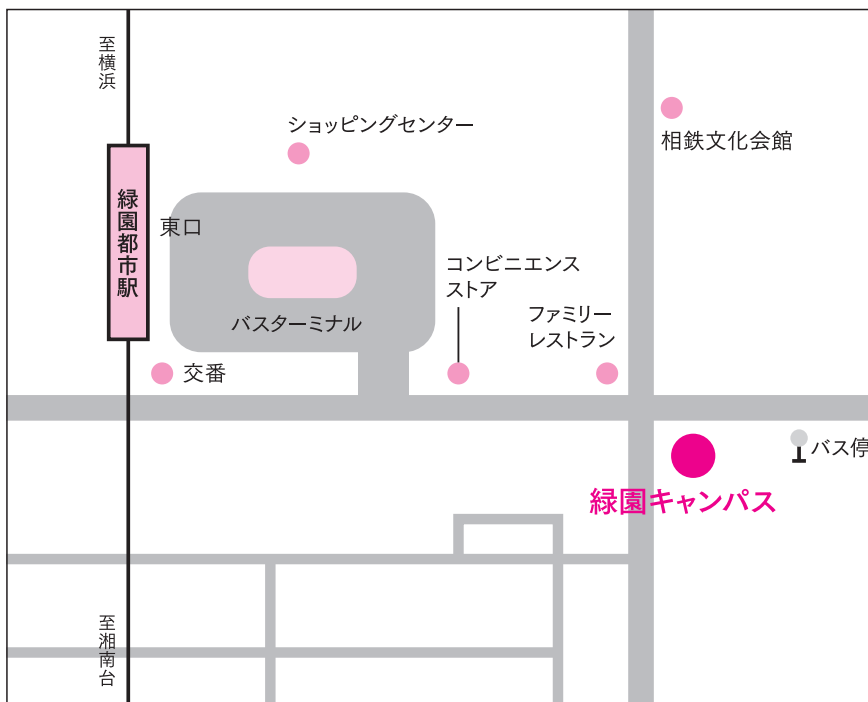 至横浜
ショッピングセンター
相鉄文化会館
緑園都市駅
東口
コンビニエンス
ストア
バスターミナル
ファミリー
レストラン
交番
バス停
緑園キャンパス
至湘南台